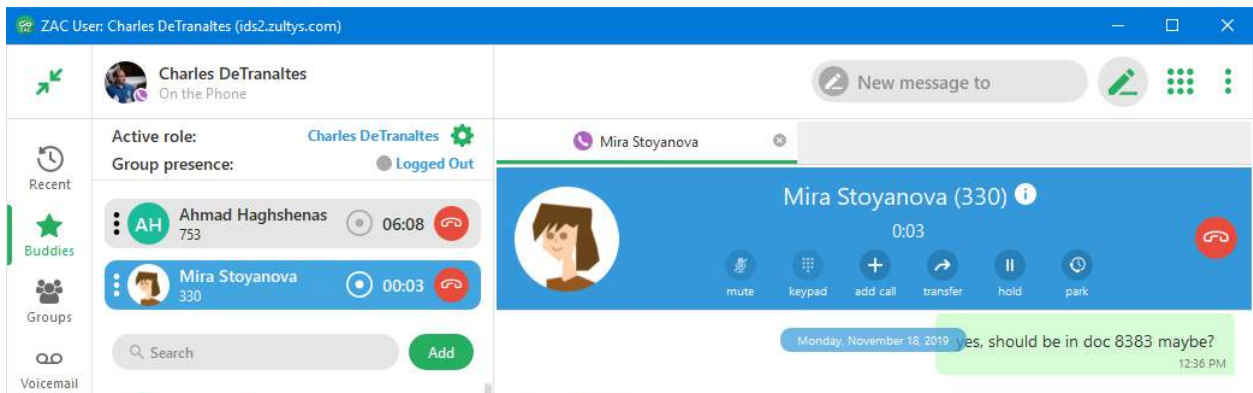 ZAC User: Charles DeTranaltes (ids2.zultys.com)
Charles DeTranaltes
On the Phone
New message to
Active role: Charles DeTranaltes
Group presence: Logged Out
Recent
Buddies
Groups
Voicemail
AH Ahmad Haghshenas
753
06:08
Mira Stoyanova
330
00:03
Search
Add
Mira Stoyanova
Mira Stoyanova (330)
0:03
mute keypad add call transfer hold park
Monday, November 18, 2019
yes, should be in doc 8383 maybe?
12:36 PM